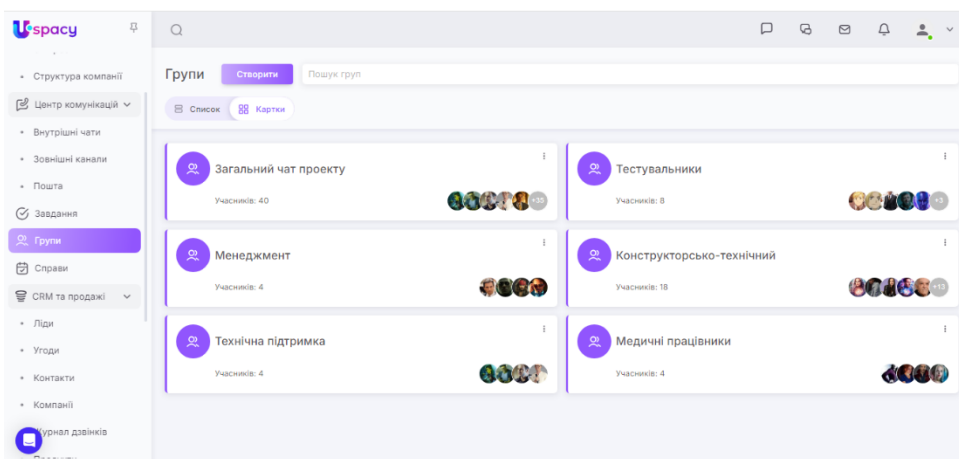 Uspacy
Структура компанії
Центр комунікацій
Внутрішні чати
Зовнішні канали
Пошта
Завдання
Групи
Справи
CRM та продажі
Ліди
Угоди
Контакти
Компанії
Журнал дзвінків
Групи
Створити
Пошук груп
Список
Картки
Загальний чат проекту
Учасників: 40
+35
Тестувальники
Учасників: 8
+3
Менеджмент
Учасників: 4
Конструкторсько-технічний
Учасників: 18
+13
Технічна підтримка
Учасників: 4
Медичні працівники
Учасників: 4